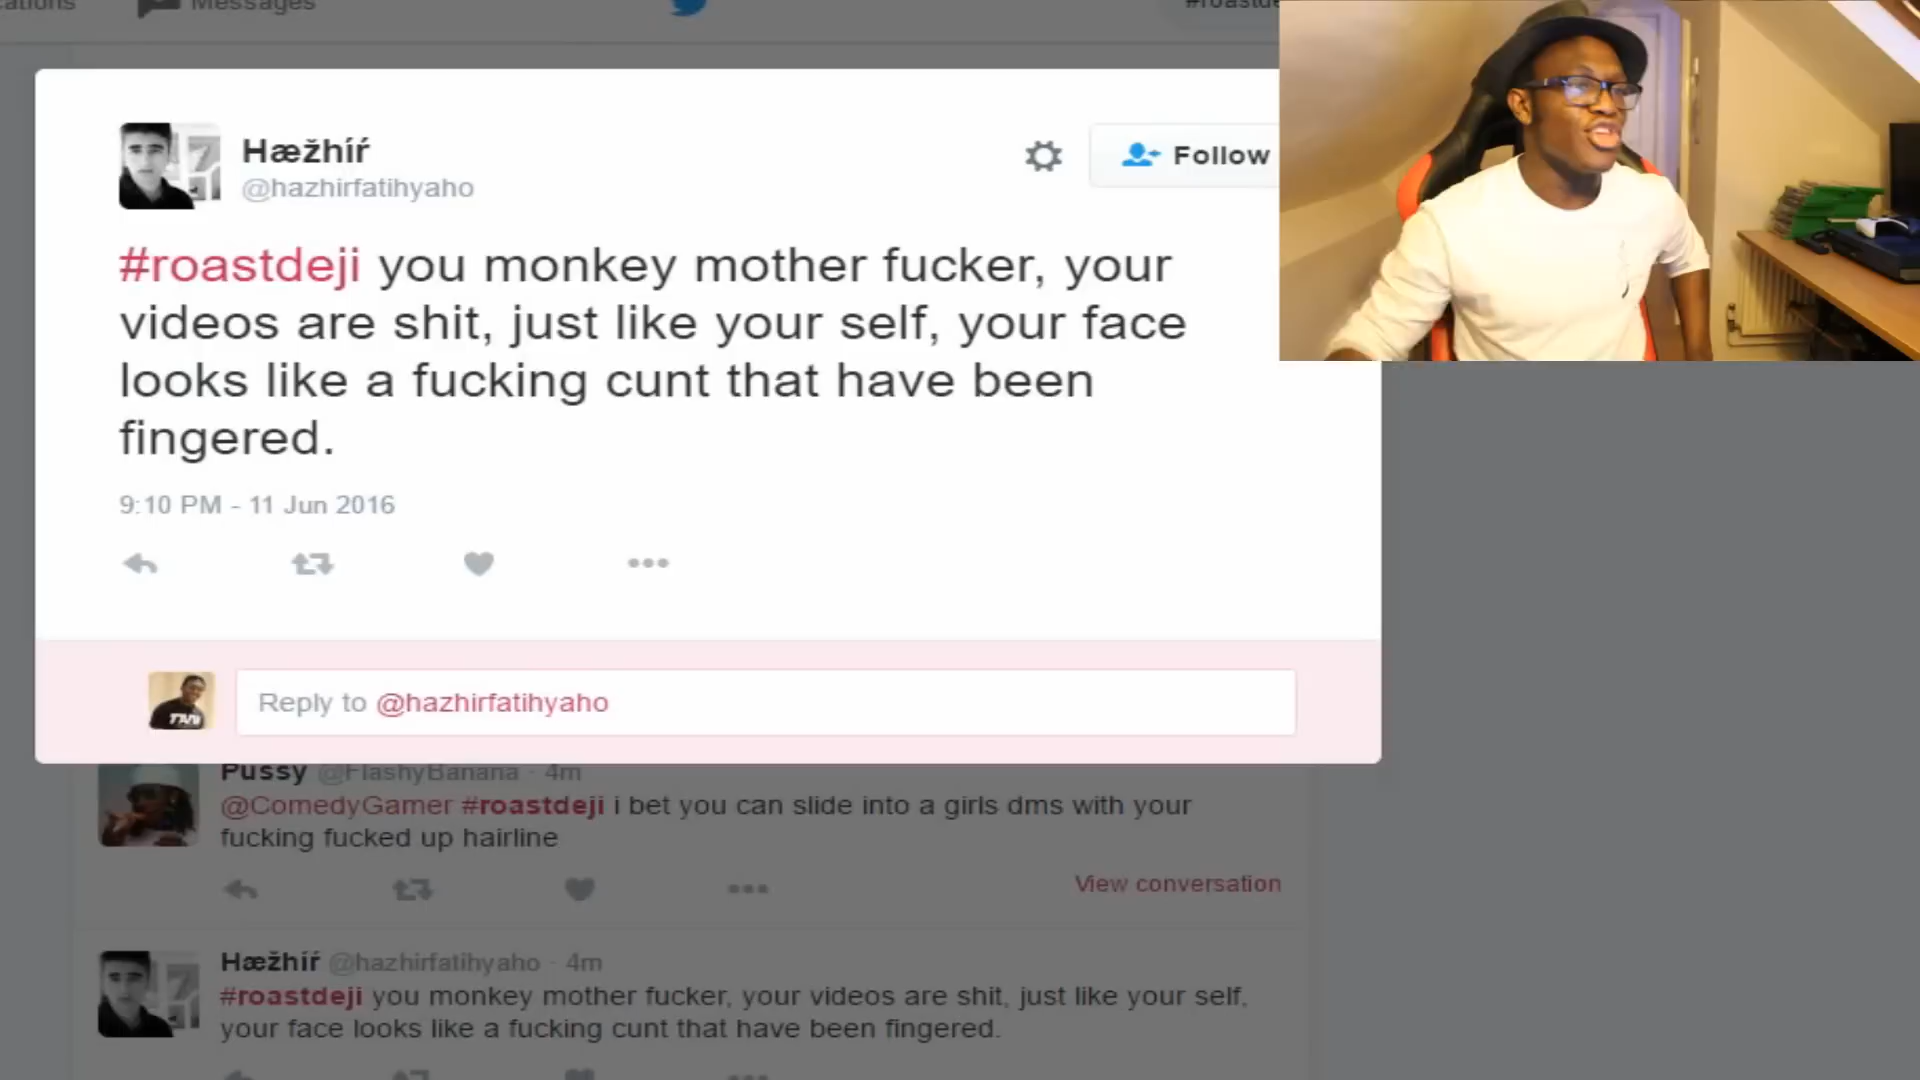 Messages
Hæžhíŕ
@hazhirfatihyaho
Follow
#roastdeji you monkey mother fucker, your
videos are shit, just like your self, your face
looks like a fucking cunt that have been
fingered.
9:10 PM - 11 Jun 2016
Reply to @hazhirfatihyaho
Pussy @FlashyBanana · 4m
@ComedyGamer #roastdeji i bet you can slide into a girls dms with your
fucking fucked up hairline
View conversation
Hæžhíŕ @hazhirfatihyaho · 4m
#roastdeji you monkey mother fucker, your videos are shit, just like your self,
your face looks like a fucking cunt that have been fingered.